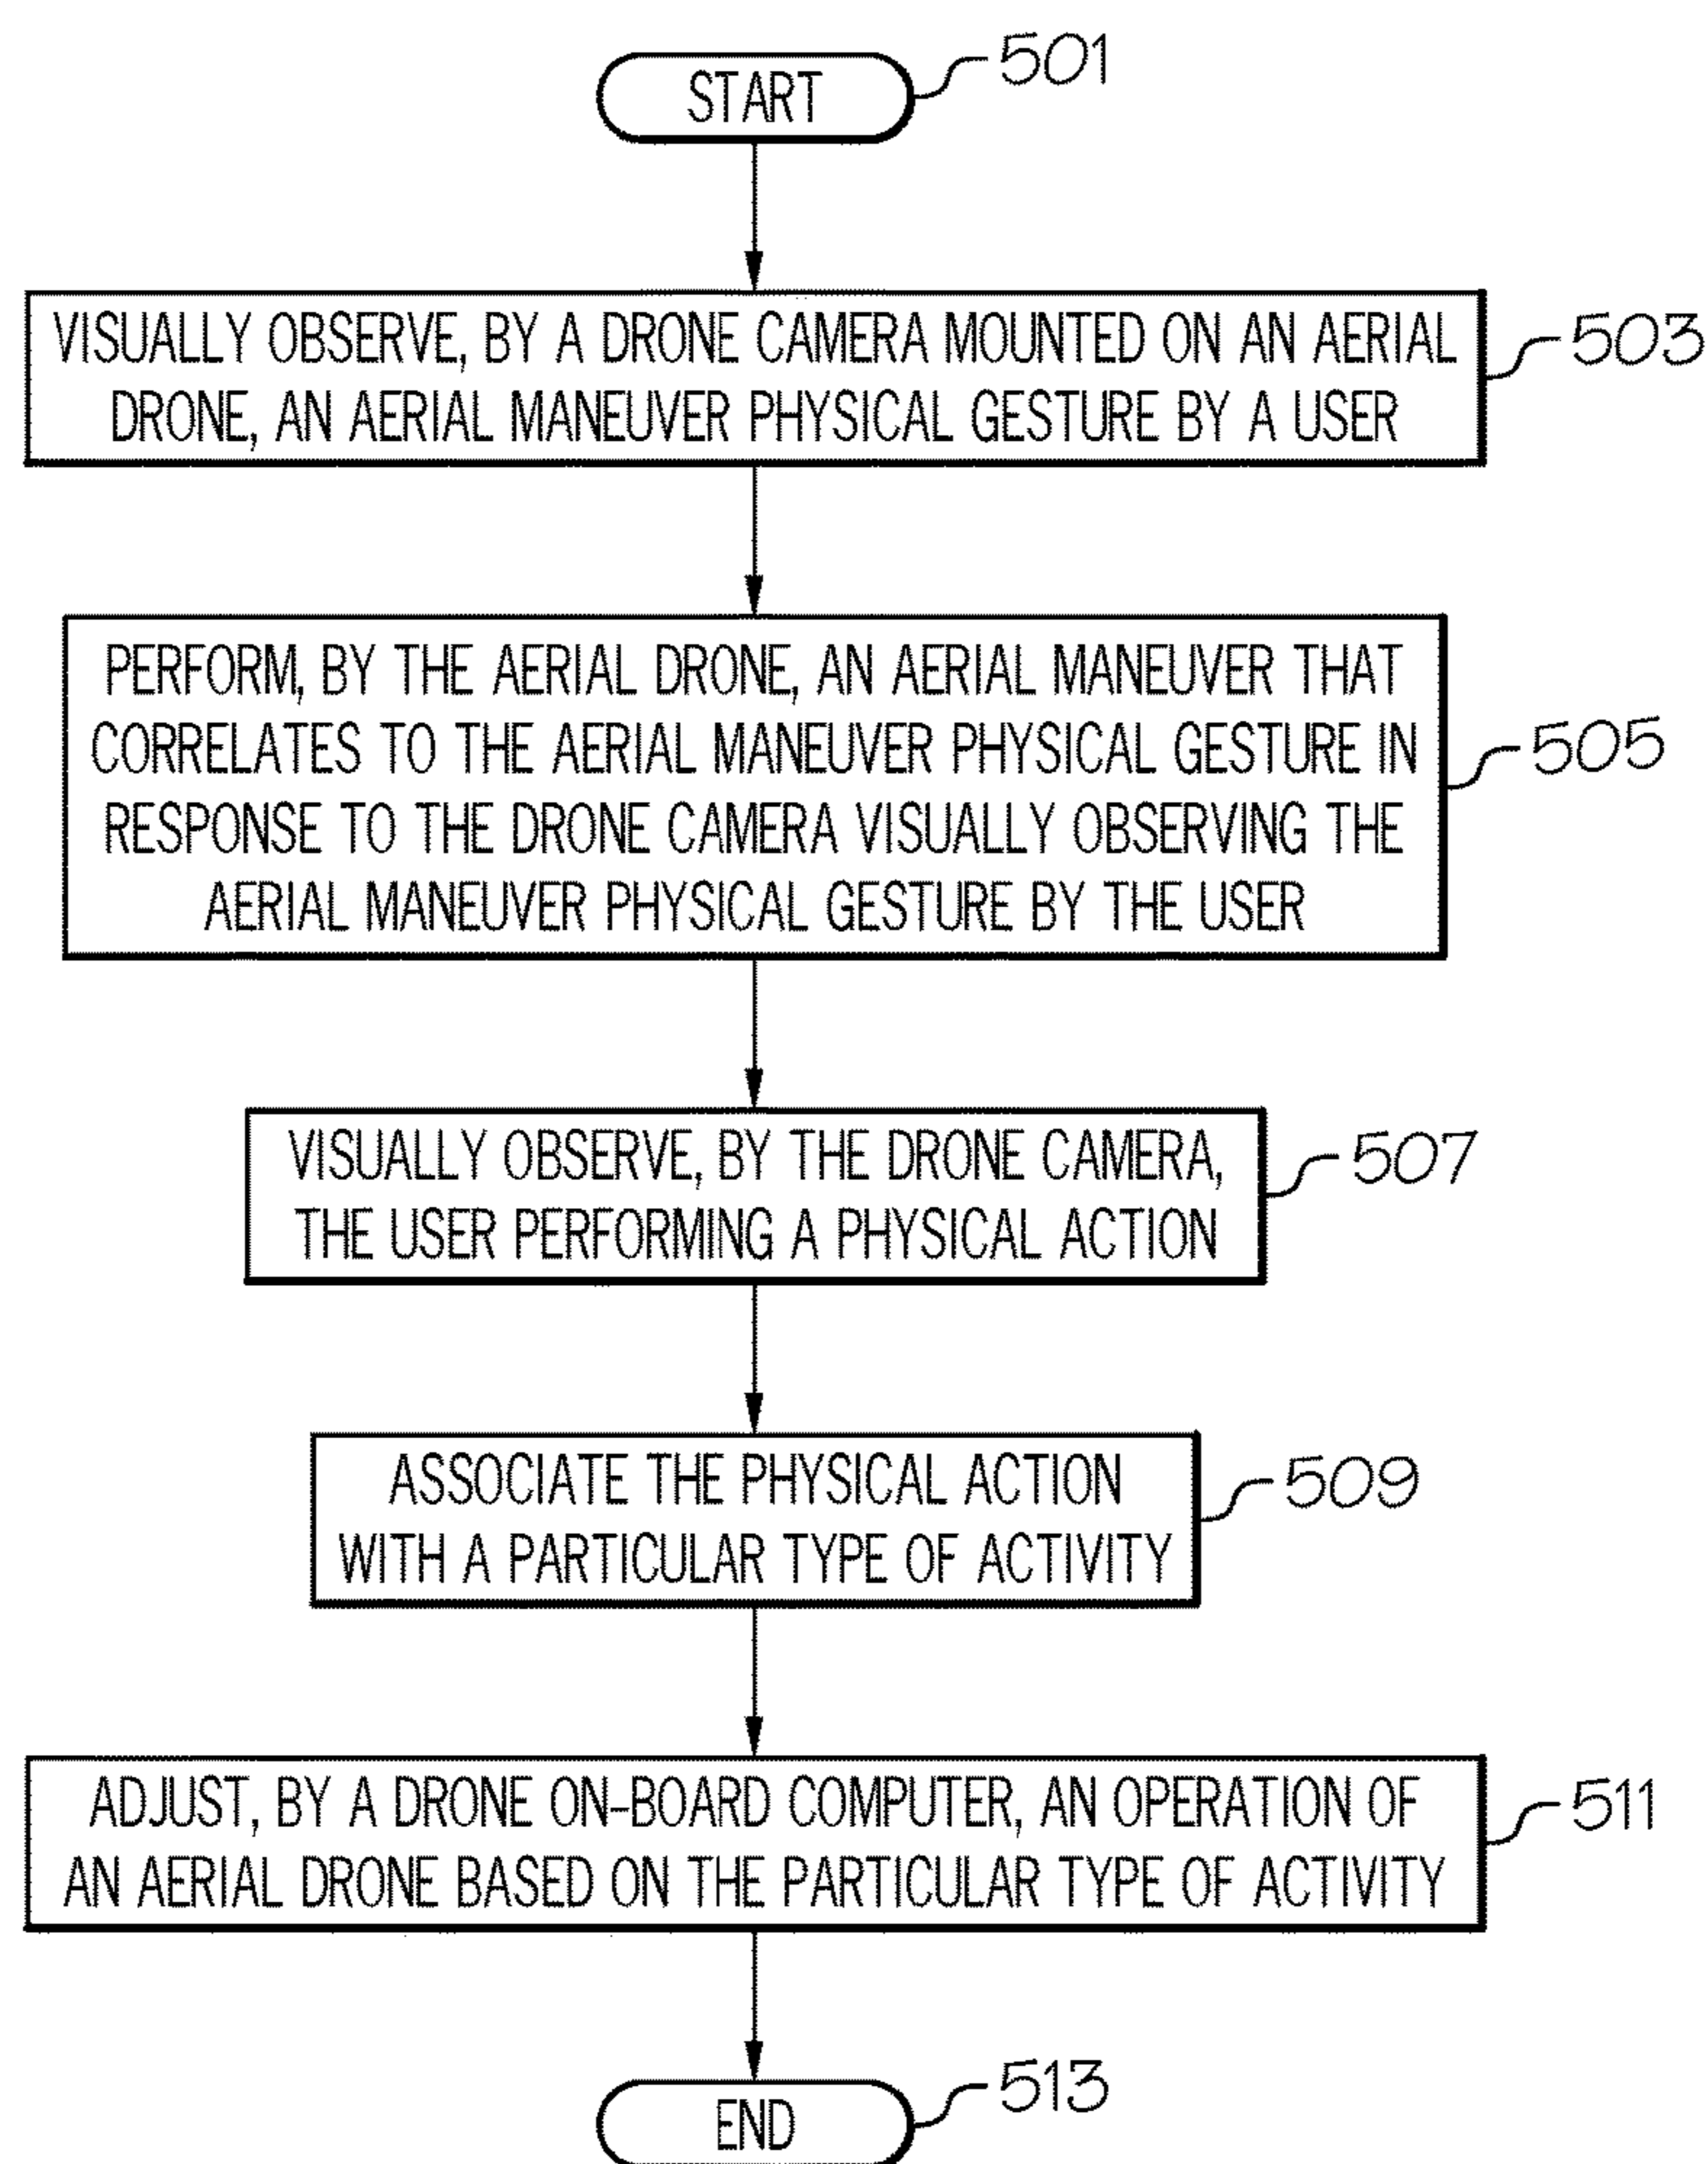 START
501
VISUALLY OBSERVE, BY A DRONE CAMERA MOUNTED ON AN AERIAL
DRONE, AN AERIAL MANEUVER PHYSICAL GESTURE BY A USER
503
PERFORM, BY THE AERIAL DRONE, AN AERIAL MANEUVER THAT
CORRELATES TO THE AERIAL MANEUVER PHYSICAL GESTURE IN
RESPONSE TO THE DRONE CAMERA VISUALLY OBSERVING THE
AERIAL MANEUVER PHYSICAL GESTURE BY THE USER
505
VISUALLY OBSERVE, BY THE DRONE CAMERA,
THE USER PERFORMING A PHYSICAL ACTION
507
ASSOCIATE THE PHYSICAL ACTION
WITH A PARTICULAR TYPE OF ACTIVITY
509
ADJUST, BY A DRONE ON-BOARD COMPUTER, AN OPERATION OF
AN AERIAL DRONE BASED ON THE PARTICULAR TYPE OF ACTIVITY
511
END
513